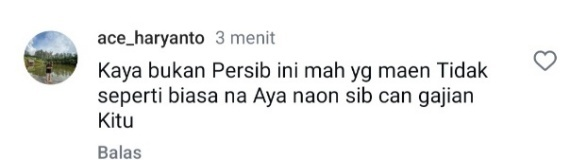 ace_haryanto 3 menit
Kaya bukan Persib ini mah yg maen Tidak
seperti biasa na Aya naon sib can gajian
Kitu
Balas